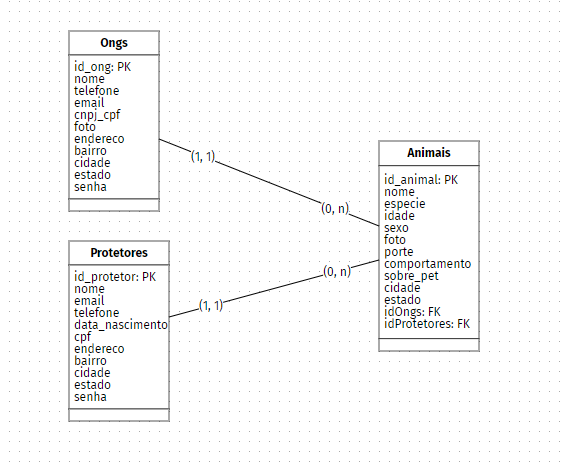 Ongs
id_ong: PK
nome
telefone
email
cnpj_cpf
foto
endereco
bairro
cidade
estado
senha
(1, 1)
(0, n)
Animais
id_animal: PK
nome
especie
idade
sexo
foto
porte
comportamento
sobre_pet
cidade
estado
idOngs: FK
idProtetores: FK
Protetores
id_protetor: PK
nome
email
telefone
data_nascimento
cpf
endereco
bairro
cidade
estado
senha
(1, 1)
(0, n)